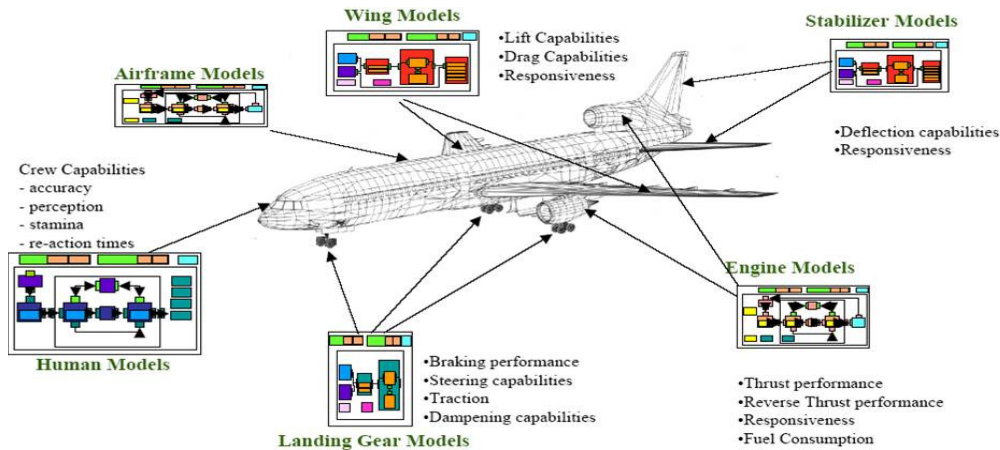 Wing Models
•Lift Capabilities
•Drag Capabilities
•Responsiveness
Stabilizer Models
•Deflection capabilities
•Responsiveness
Airframe Models
Crew Capabilities
- accuracy
- perception
- stamina
- re-action times
Human Models
Landing Gear Models
•Braking performance
•Steering capabilities
•Traction
•Dampening capabilities
Engine Models
•Thrust performance
•Reverse Thrust performance
•Responsiveness
•Fuel Consumption